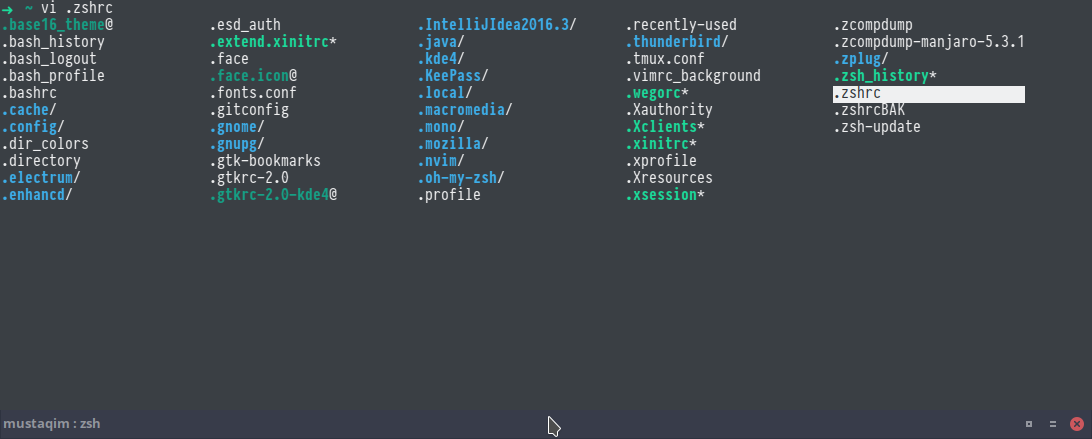 ➜ ~ vi .zshrc
.base16_theme@ .esd_auth .IntelliJIdea2016.3/ .recently-used .zcompdump
.bash_history .extend.xinitrc* .java/ .thunderbird/ .zcompdump-manjaro-5.3.1
.bash_logout .face .kde4/ .tmux.conf .zplug/
.bash_profile .face.icon@ .KeePass/ .vimrc_background .zsh_history*
.bashrc .fonts.conf .local/ .wegorc* .zshrc
.cache/ .gitconfig .macromedia/ .Xauthority .zshrcBAK
.config/ .gnome/ .mono/ .Xclients* .zsh-update
.dir_colors .gnupg/ .mozilla/ .xinitrc*
.directory .gtk-bookmarks .nvim/ .xprofile
.electrum/ .gtkrc-2.0 .oh-my-zsh/ .Xresources
.enhancd/ .gtkrc-2.0-kde4@ .profile .xsession*
mustaqim : zsh